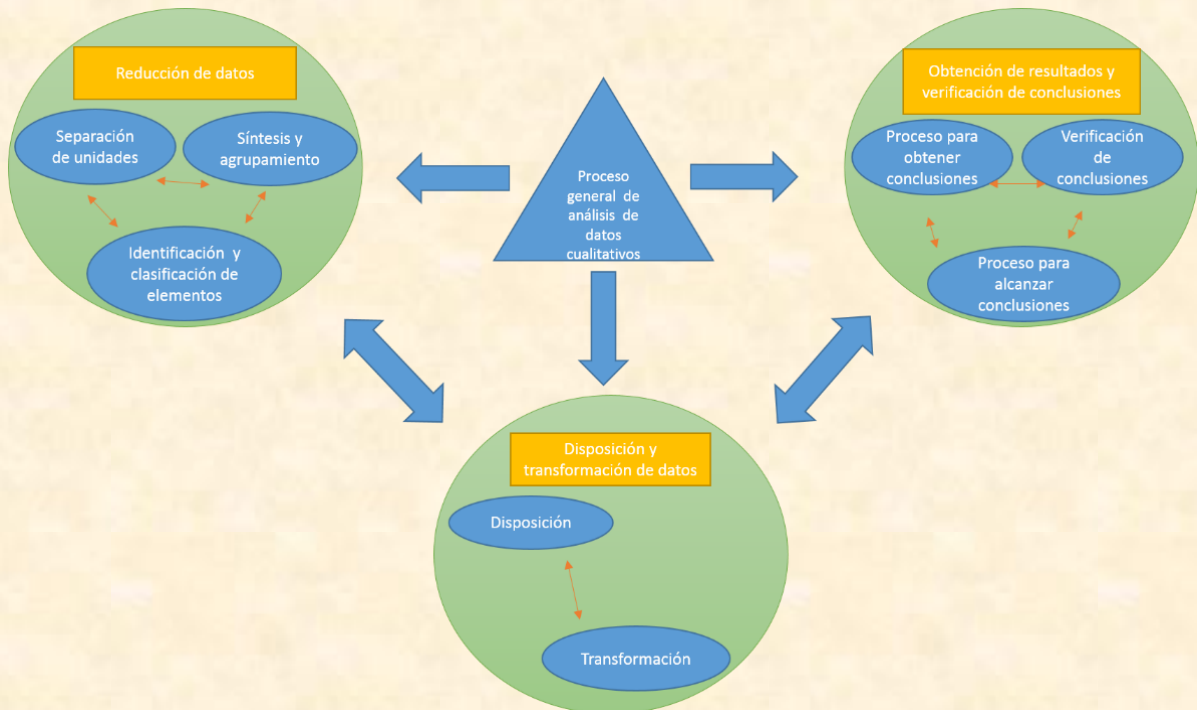 Reducción de datos
Separación
de unidades
Síntesis y
agrupamiento
Identificación y
clasificación de
elementos
Proceso
general de
análisis de
datos
cualitativos
Obtención de resultados y
verificación de conclusiones
Proceso para
obtener
conclusiones
Verificación
de
conclusiones
Proceso para
alcanzar
conclusiones
Disposición y
transformación de datos
Disposición
Transformación